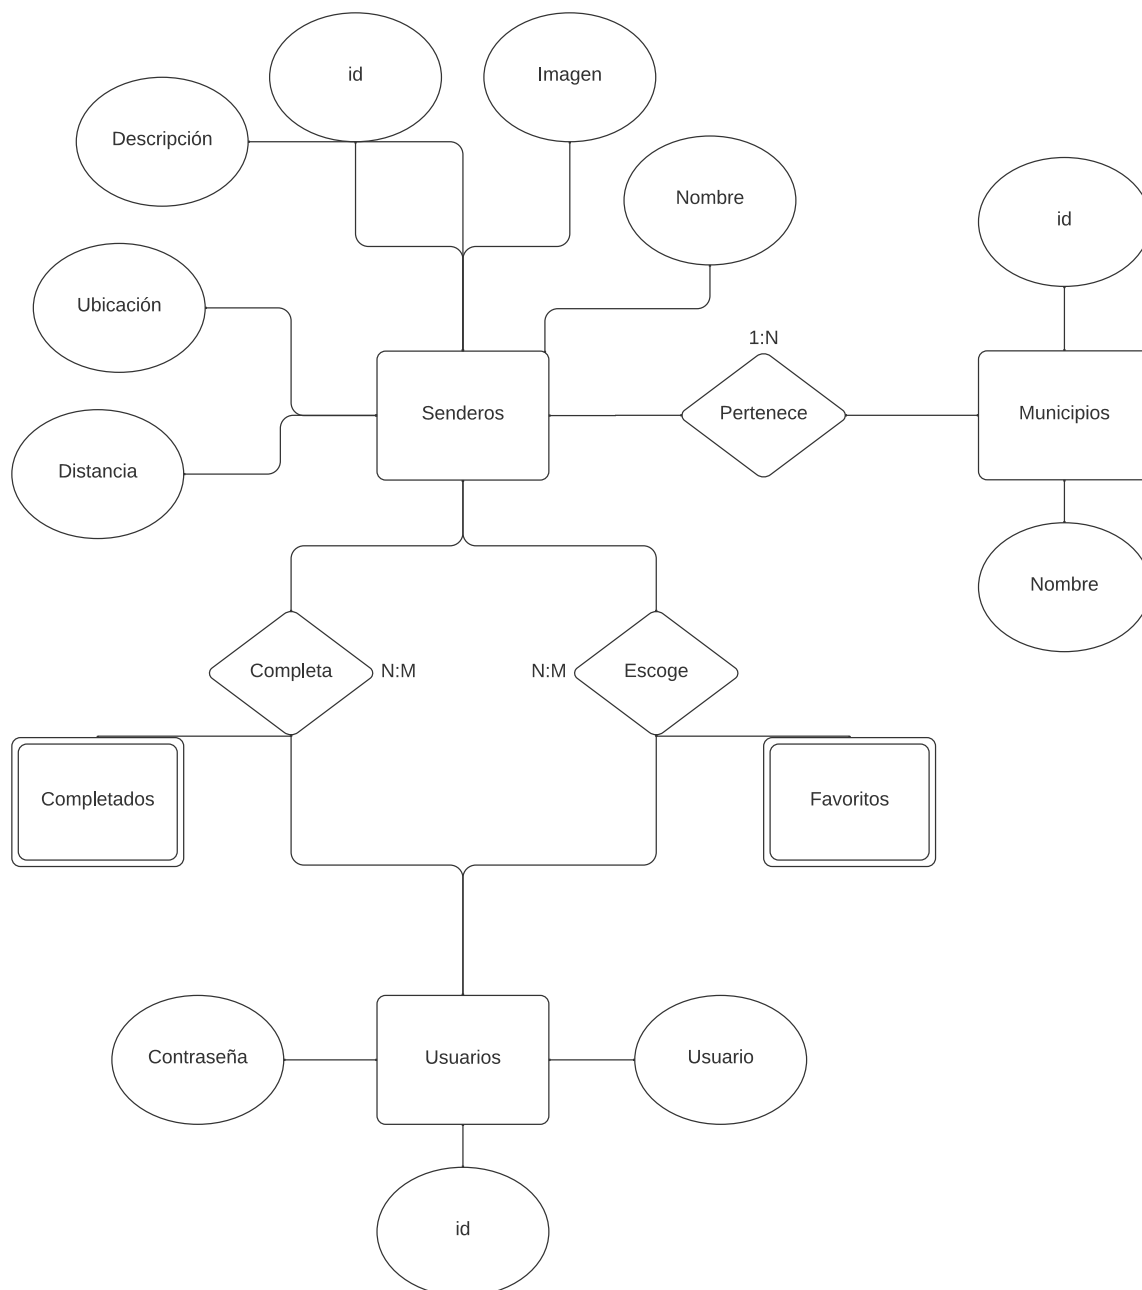 id
Imagen
Descripción
Nombre
id
Ubicación
1:N
Senderos
Pertenece
Municipios
Distancia
Nombre
Completa
N:M
N:M
Escoge
Completados
Favoritos
Contraseña
Usuarios
Usuario
id